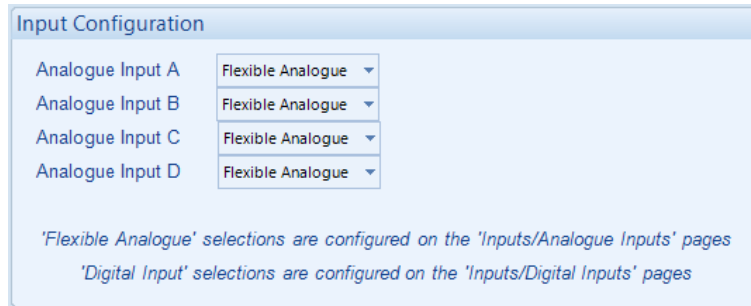 Input Configuration
Analogue Input A Flexible Analogue
Analogue Input B Flexible Analogue
Analogue Input C Flexible Analogue
Analogue Input D Flexible Analogue
'Flexible Analogue' selections are configured on the 'Inputs/Analogue Inputs' pages
'Digital Input' selections are configured on the 'Inputs/Digital Inputs' pages